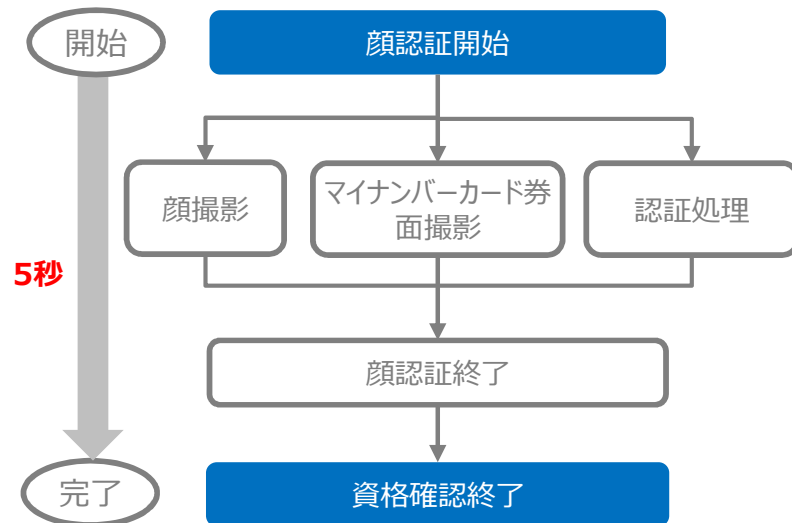 開始
顔認証開始
顔撮影
マイナンバーカード券
面撮影
認証処理
5秒
顔認証終了
完了
資格確認終了